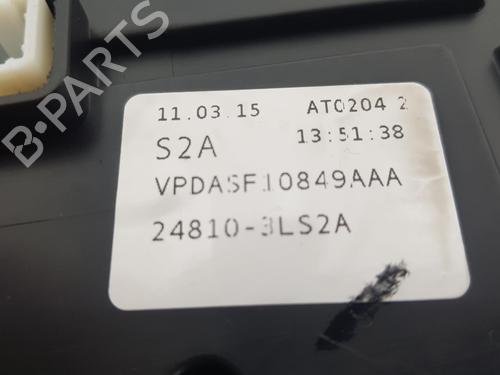 11.03.15 AT0204 2
S2A 13:51:38
VPDASF10849AAA
24810-3LS2A
B-PARTS